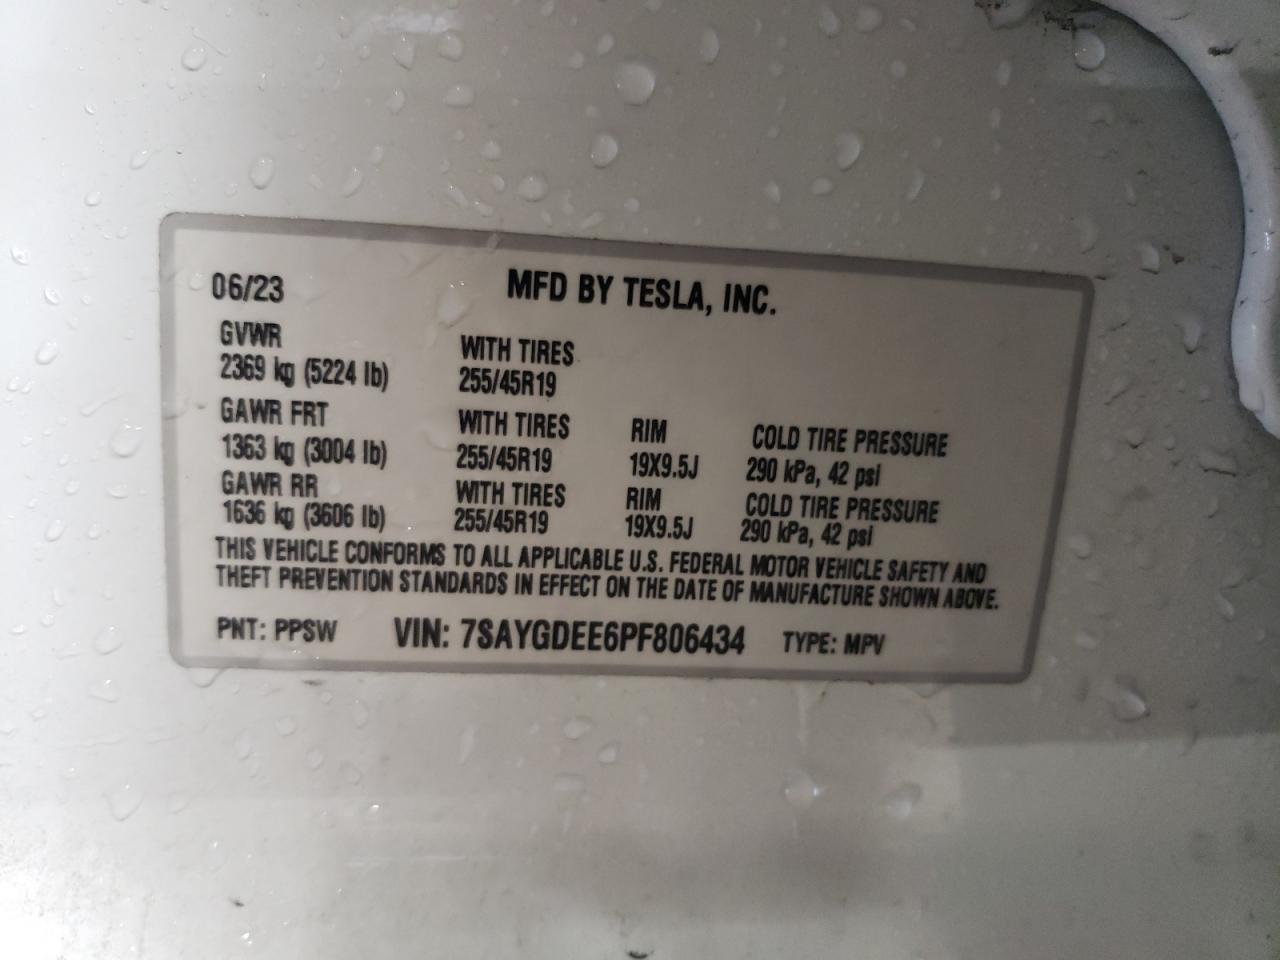 06/23 MFD BY TESLA, INC.
GVWR WITH TIRES
2369 kg (5224 lb) 255/45R19
GAWR FRT WITH TIRES RIM COLD TIRE PRESSURE
1363 kg (3004 lb) 255/45R19 19X9.5J 290 kPa, 42 psi
GAWR RR WITH TIRES RIM COLD TIRE PRESSURE
1636 kg (3606 lb) 255/45R19 19X9.5J 290 kPa, 42 psi
THIS VEHICLE CONFORMS TO ALL APPLICABLE U.S. FEDERAL MOTOR VEHICLE SAFETY AND
THEFT PREVENTION STANDARDS IN EFFECT ON THE DATE OF MANUFACTURE SHOWN ABOVE.
PNT: PPSW VIN: 7SAYGDEE6PF806434 TYPE: MPV